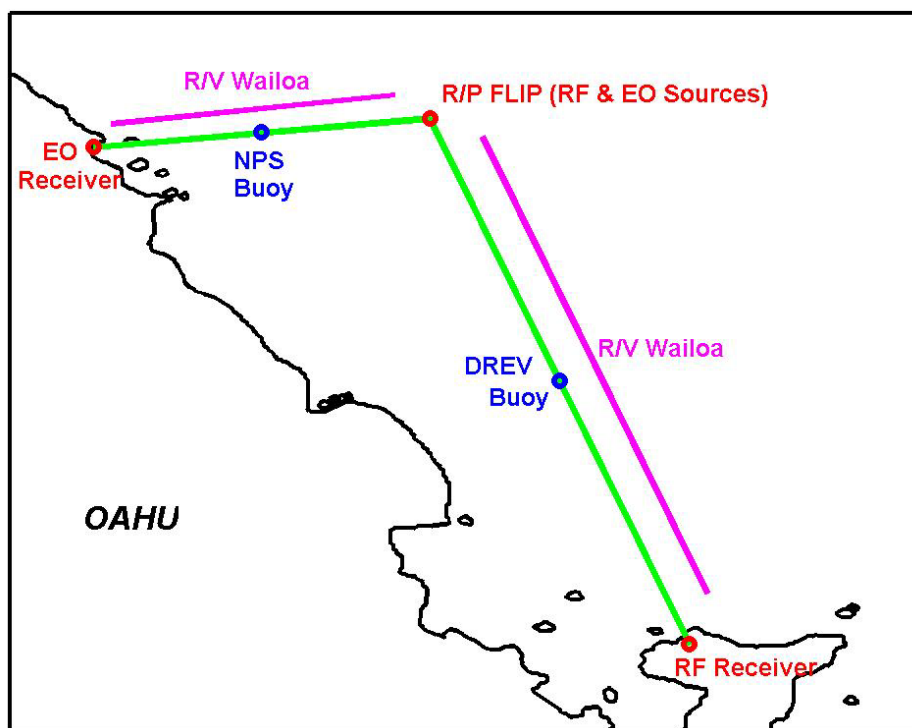 R/V Wailoa
R/P FLIP (RF & EO Sources)
EO
Receiver
NPS
Buoy
R/V Wailoa
DREV
Buoy
OAHU
RF Receiver